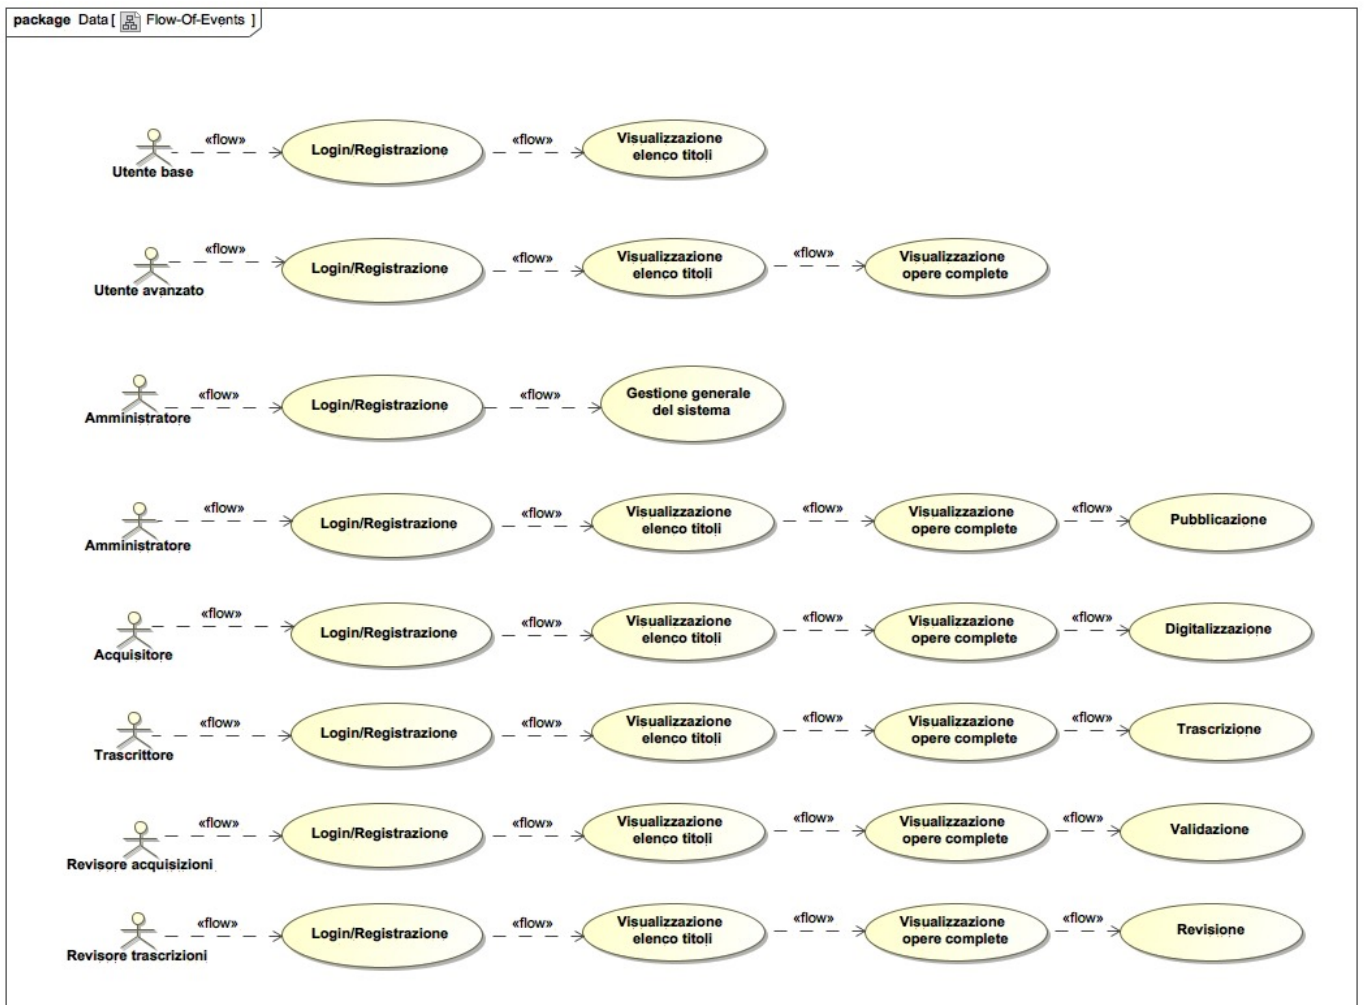 package Data [ Flow-Of-Events ]
«flow» «flow»
Utente base
Login/Registrazione
Visualizzazione
elenco titoli
«flow» «flow» «flow»
Utente avanzato
Login/Registrazione
Visualizzazione
elenco titoli
Visualizzazione
opere complete
«flow» «flow»
Amministratore
Login/Registrazione
Gestione generale
del sistema
«flow» «flow» «flow» «flow»
Amministratore
Login/Registrazione
Visualizzazione
elenco titoli
Visualizzazione
opere complete
Pubblicazione
«flow» «flow» «flow» «flow»
Acquisitore
Login/Registrazione
Visualizzazione
elenco titoli
Visualizzazione
opere complete
Digitalizzazione
«flow» «flow» «flow» «flow»
Trascrittore
Login/Registrazione
Visualizzazione
elenco titoli
Visualizzazione
opere complete
Trascrizione
«flow» «flow» «flow» «flow»
Revisore acquisizioni
Login/Registrazione
Visualizzazione
elenco titoli
Visualizzazione
opere complete
Validazione
«flow» «flow» «flow» «flow»
Revisore trascrizioni
Login/Registrazione
Visualizzazione
elenco titoli
Visualizzazione
opere complete
Revisione